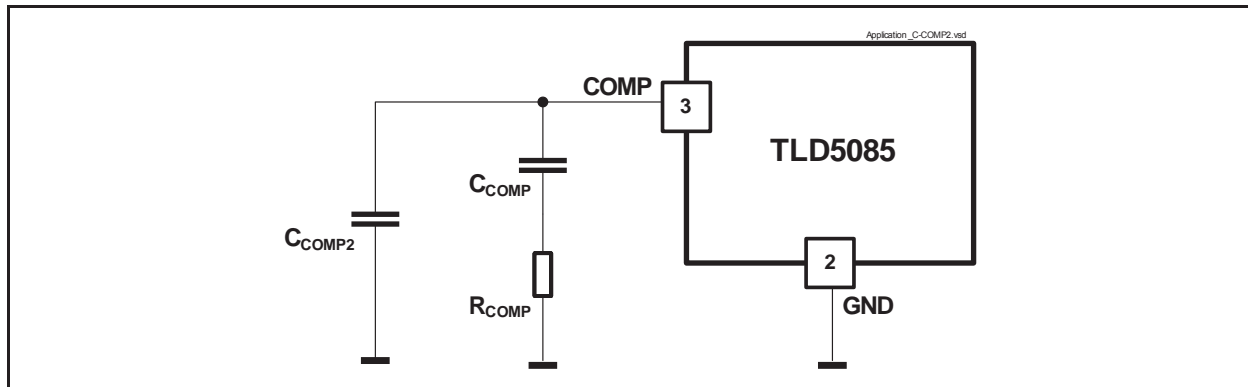 Application_C-COMP2.vsd
COMP
3
TLD5085
CCOMP
CCOMP2
2
RCOMP
GND